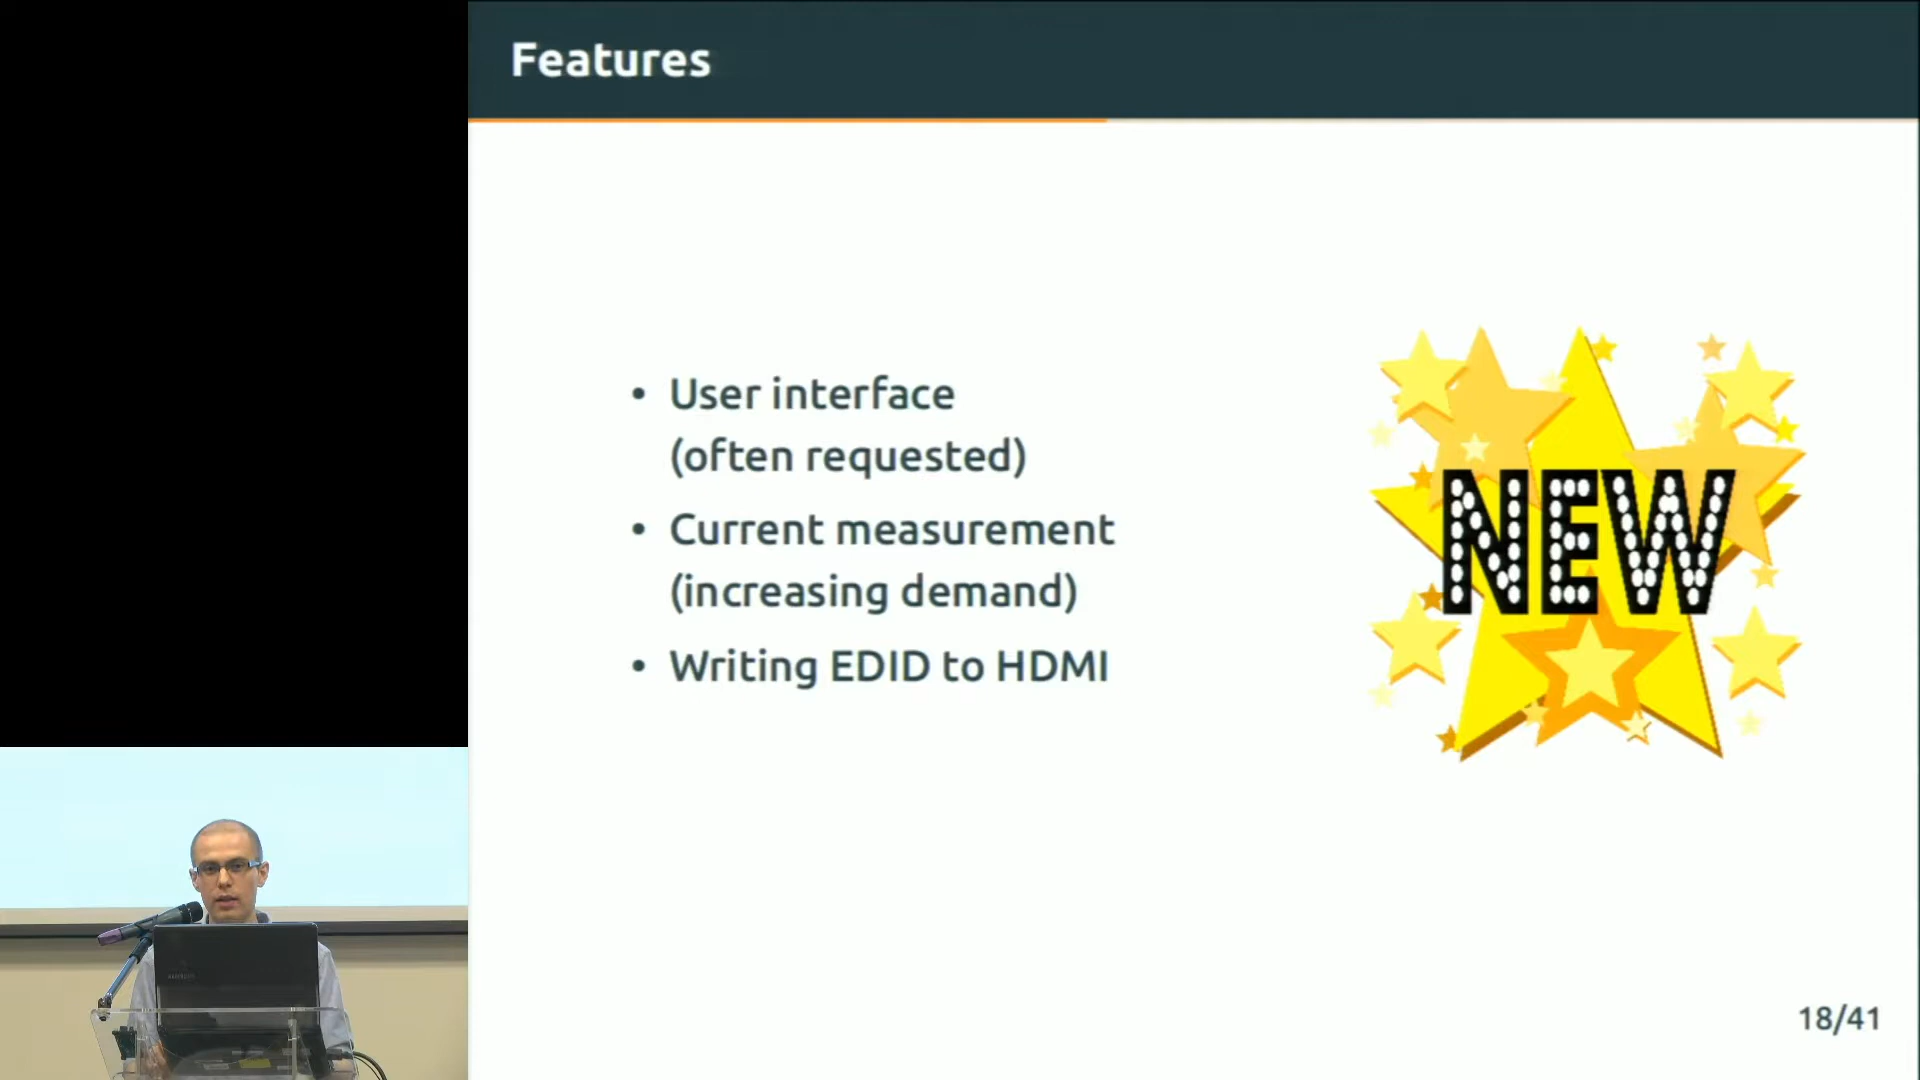 Features
• User interface
(often requested)
• Current measurement
(increasing demand)
• Writing EDID to HDMI
NEW
18/41